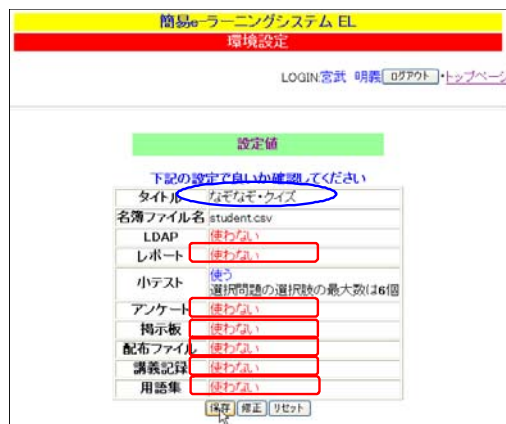 簡易e-ラーニングシステム EL
環境設定
LOGIN:宮武 明義 ログアウト・トップページ
設定値
下記の設定で良いか確認してください
タイトル なぞなぞ・クイズ
名簿ファイル名 student.csv
LDAP 使わない
レポート 使わない
小テスト 使う
選択問題の選択肢の最大数は6個
アンケート 使わない
掲示板 使わない
配布ファイル 使わない
講義記録 使わない
用語集 使わない
保存 修正 リセット